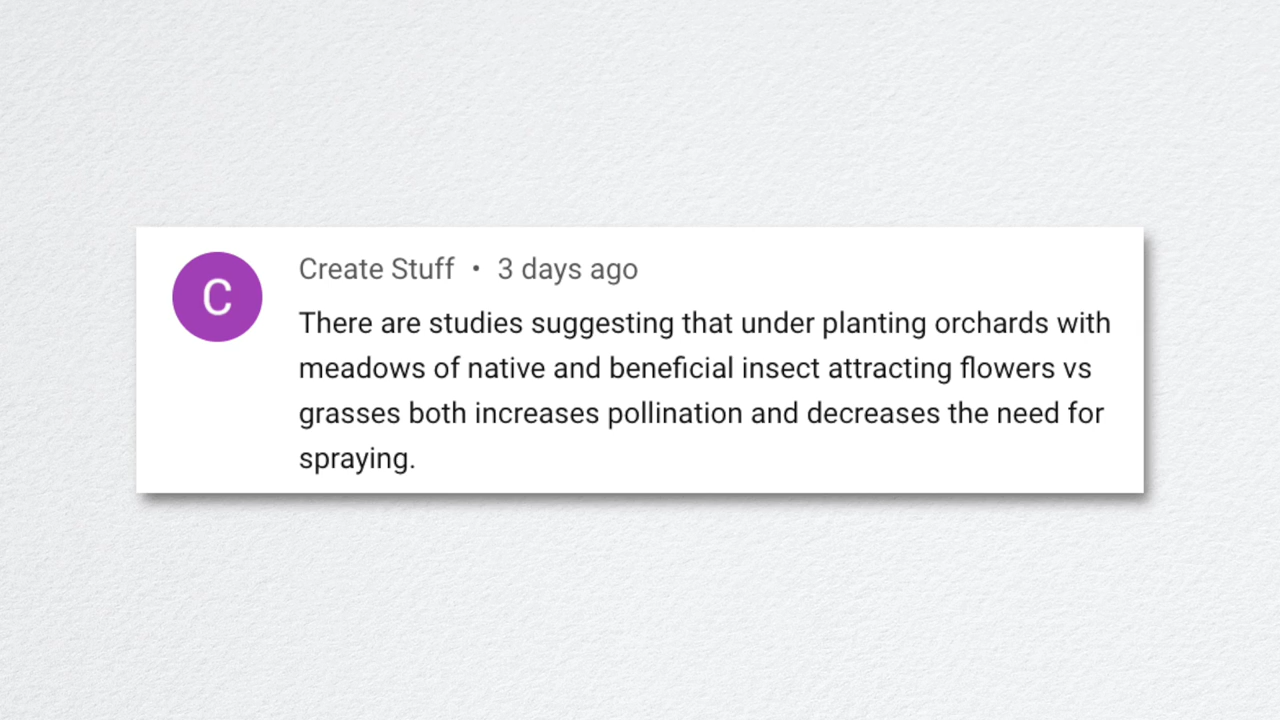 C
Create Stuff • 3 days ago
There are studies suggesting that under planting orchards with
meadows of native and beneficial insect attracting flowers vs
grasses both increases pollination and decreases the need for
spraying.